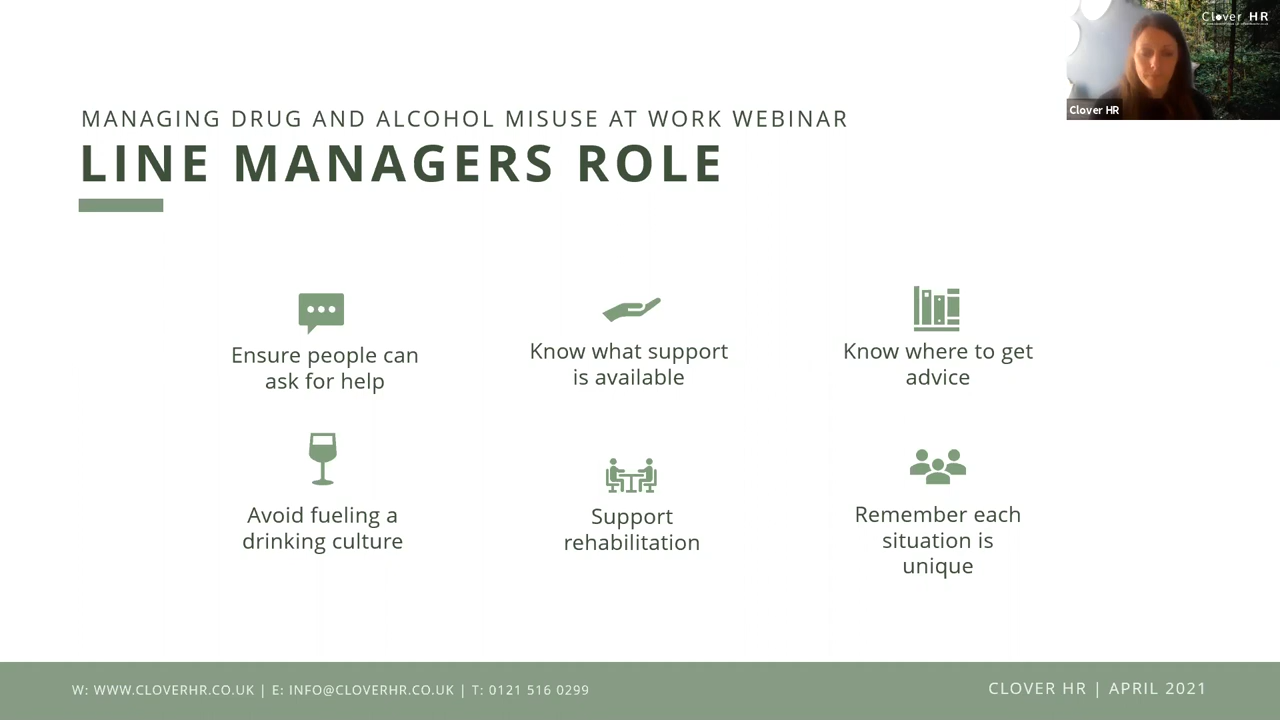 Clover HR
Clover HR
MANAGING DRUG AND ALCOHOL MISUSE AT WORK WEBINAR
LINE MANAGERS ROLE
Ensure people can
ask for help
Know what support
is available
Know where to get
advice
Avoid fueling a
drinking culture
Support
rehabilitation
Remember each
situation is
unique
W: WWW.CLOVERHR.CO.UK | E: INFO@CLOVERHR.CO.UK | T: 0121 516 0299
CLOVER HR | APRIL 2021